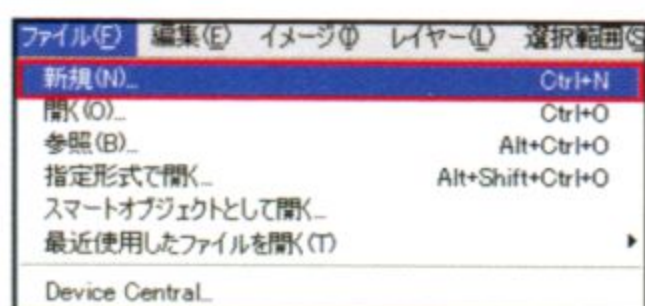 ファイル(F) 編集(E) イメージ(I) レイヤー(L) 選択範囲(S
新規(N)... Ctrl+N
開く(O)... Ctrl+O
参照(B)... Alt+Ctrl+O
指定形式で開く... Alt+Shift+Ctrl+O
スマートオブジェクトとして開く...
最近使用したファイルを開く(T)
Device Central...